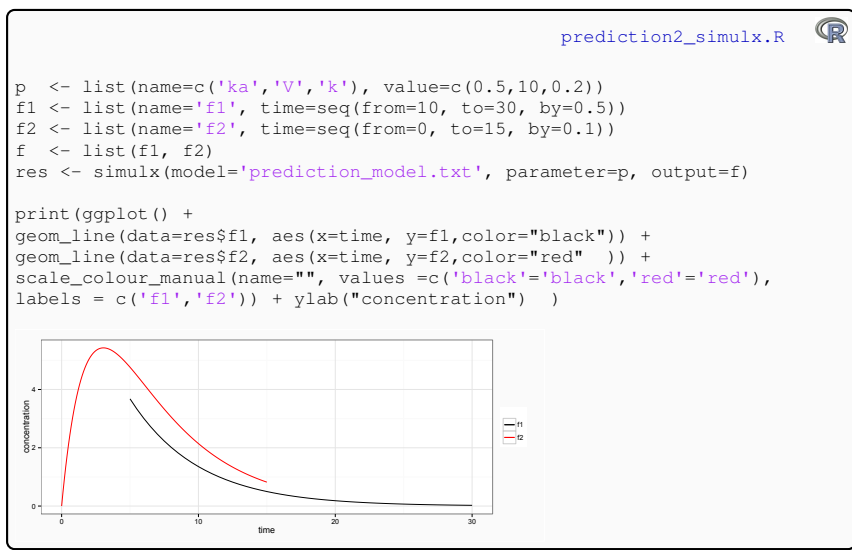 prediction2_simulx.R R
p <- list(name=c('ka','V','k'), value=c(0.5,10,0.2))
f1 <- list(name='f1', time=seq(from=10, to=30, by=0.5))
f2 <- list(name='f2', time=seq(from=0, to=15, by=0.1))
f <- list(f1, f2)
res <- simulx(model='prediction_model.txt', parameter=p, output=f)
print(ggplot() +
geom_line(data=res$f1, aes(x=time, y=f1,color="black")) +
geom_line(data=res$f2, aes(x=time, y=f2,color="red" )) +
scale_colour_manual(name="", values =c('black'='black','red'='red'),
labels = c('f1','f2')) + ylab("concentration") )
concentration
4
2
0
0 10 20 30
time
f1
f2